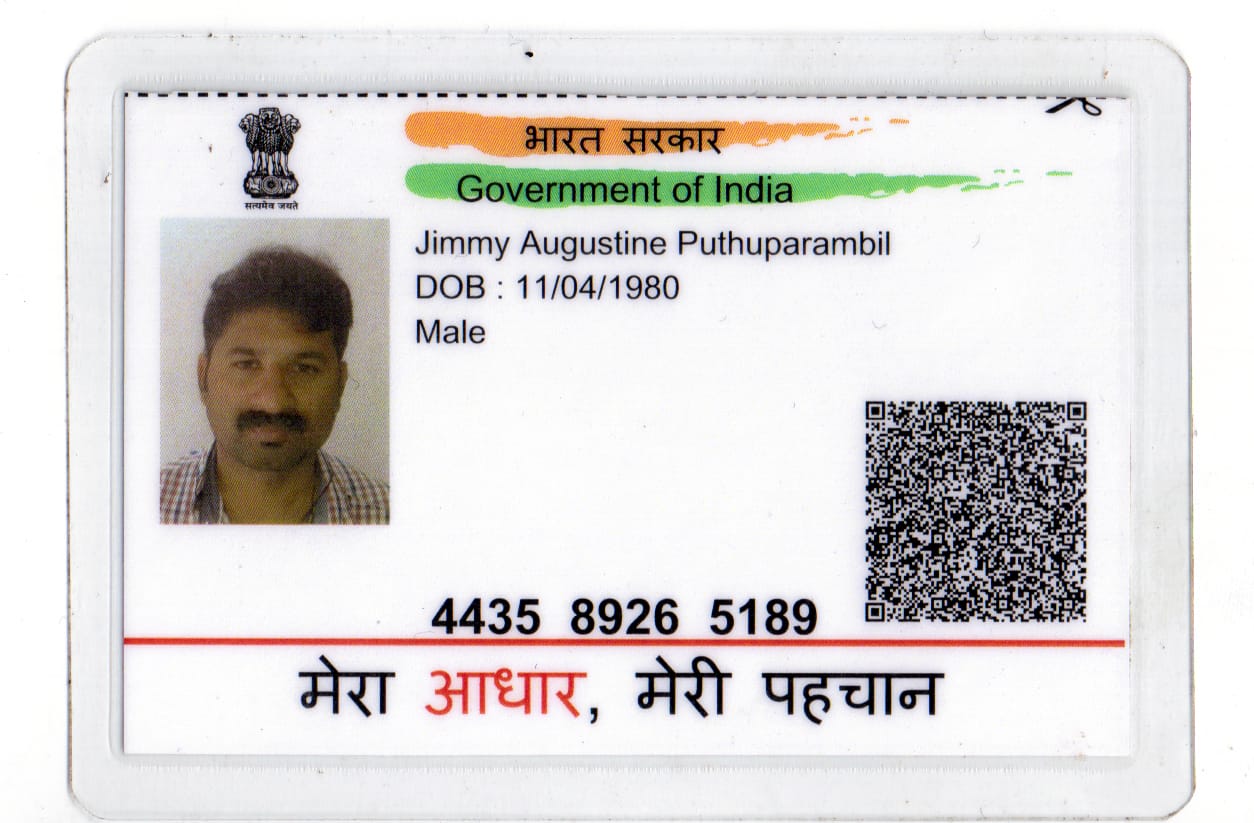 भारत सरकार
Government of India
सत्यमेव जयते
Jimmy Augustine Puthuparambil
DOB : 11/04/1980
Male
4435 8926 5189
मेरा आधार, मेरी पहचान